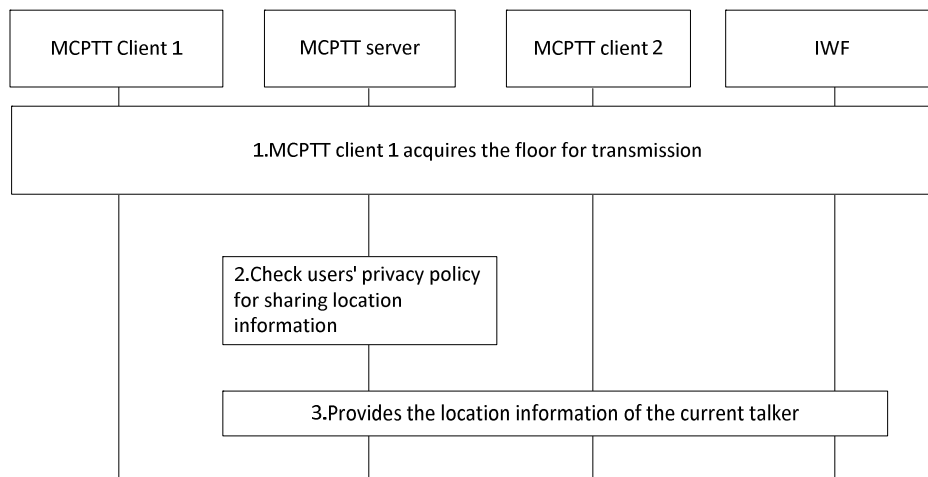 MCPTT Client 1
MCPTT server
MCPTT client 2
IWF
1.MCPTT client 1 acquires the floor for transmission
2.Check users' privacy policy
for sharing location
information
3.Provides the location information of the current talker